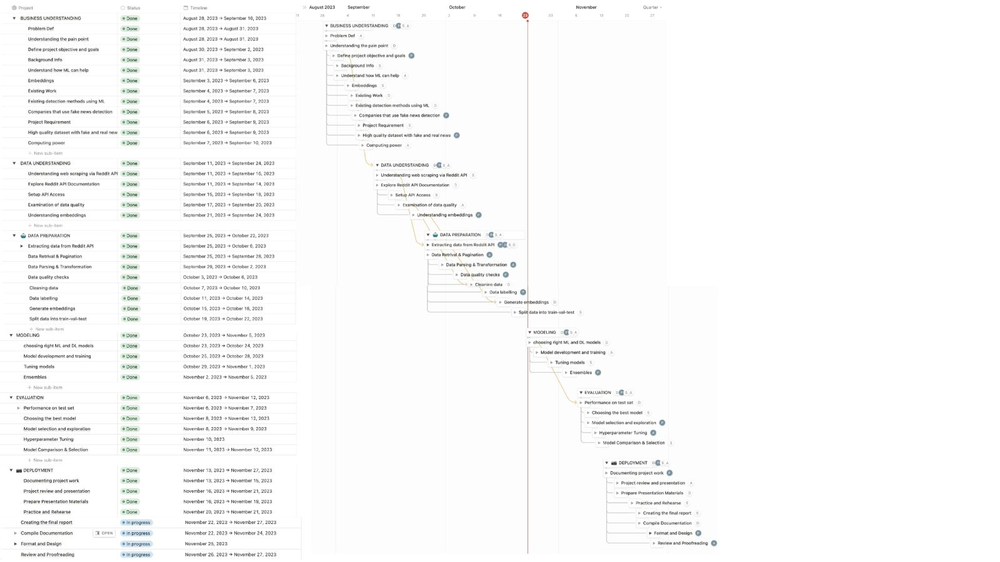 Project Status Timeline
BUSINESS UNDERSTANDING Done August 28, 2023 → September 10, 2023
Problem Def Done August 28, 2023 → August 31, 2023
Understanding the pain point Done August 28, 2023 → August 31, 2023
Define project objective and goals Done August 30, 2023 → September 2, 2023
Background Info Done August 31, 2023 → September 3, 2023
Understand how ML can help Done August 31, 2023 → September 3, 2023
Embeddings Done September 3, 2023 → September 6, 2023
Existing Work Done September 4, 2023 → September 7, 2023
Existing detection methods using ML Done September 4, 2023 → September 7, 2023
Companies that use fake news detection Done September 5, 2023 → September 8, 2023
Project Requirement Done September 6, 2023 → September 9, 2023
High quality dataset with fake and real new Done September 6, 2023 → September 9, 2023
Computing power Done September 7, 2023 → September 10, 2023
+ New sub-item
DATA UNDERSTANDING Done September 11, 2023 → September 24, 2023
Understanding web scraping via Reddit API Done September 11, 2023 → September 16, 2023
Explore Reddit API Documentation Done September 11, 2023 → September 14, 2023
Setup API Access Done September 15, 2023 → September 18, 2023
Examination of data quality Done September 17, 2023 → September 20, 2023
Understanding embeddings Done September 21, 2023 → September 24, 2023
+ New sub-item
DATA PREPARATION Done September 25, 2023 → October 22, 2023
Extracting data from Reddit API Done September 25, 2023 → October 6, 2023
Data Retrival & Pagination Done September 25, 2023 → September 28, 2023
Data Parsing & Transformation Done September 29, 2023 → October 2, 2023
Data quality checks Done October 3, 2023 → October 6, 2023
Cleaning data Done October 7, 2023 → October 10, 2023
Data labelling Done October 11, 2023 → October 14, 2023
Generate embeddings Done October 15, 2023 → October 18, 2023
Split data into train-val-test Done October 19, 2023 → October 22, 2023
+ New sub-item
MODELING Done October 23, 2023 → November 5, 2023
choosing right ML and DL models Done October 23, 2023 → October 24, 2023
Model development and training Done October 25, 2023 → October 28, 2023
Tuning models Done October 29, 2023 → November 1, 2023
Ensembles Done November 2, 2023 → November 5, 2023
+ New sub-item
EVALUATION Done November 6, 2023 → November 12, 2023
Performance on test set Done November 6, 2023 → November 7, 2023
Choosing the best model Done November 8, 2023 → November 12, 2023
Model selection and exploration Done November 8, 2023 → November 9, 2023
Hyperparameter Tuning Done November 10, 2023
Model Comparison & Selection Done November 11, 2023 → November 12, 2023
+ New sub-item
DEPLOYMENT Done November 13, 2023 → November 27, 2023
Documenting project work Done November 13, 2023 → November 15, 2023
Project review and presentation Done November 16, 2023 → November 21, 2023
Prepare Presentation Materials Done November 16, 2023 → November 19, 2023
Practice and Rehearse Done November 20, 2023 → November 21, 2023
Creating the final report In progress November 22, 2023 → November 27, 2023
Compile Documentation OPEN In progress November 22, 2023 → November 24, 2023
Format and Design In progress November 25, 2023
Review and Proofreading In progress November 26, 2023 → November 27, 2023
August 2023 September October November Quarter
28 4 11 18 25 2 9 16 23 6 13 20 27
BUSINESS UNDERSTANDING D P S A
Problem Def A
Understanding the pain point D
Define project objective and goals P
Background Info S
Understand how ML can help A
Embeddings S
Existing Work D
Existing detection methods using ML D
Companies that use fake news detection P
Project Requirement S
High quality dataset with fake and real news P
Computing power A
DATA UNDERSTANDING D P S A
Understanding web scraping via Reddit API S
Explore Reddit API Documentation D
Setup API Access S
Examination of data quality A
Understanding embeddings P
DATA PREPARATION D P S A
Extracting data from Reddit API P A S D
Data Retrival & Pagination A
Data Parsing & Transformation A
Data quality checks P
Cleaning data D
Data labelling P
Generate embeddings D
Split data into train-val-test S
MODELING D P S A
choosing right ML and DL models D
Model development and training A
Tuning models S
Ensembles P
EVALUATION D P S A
Performance on test set D
Choosing the best model S
Model selection and exploration P
Hyperparameter Tuning A
Model Comparison & Selection S
DEPLOYMENT D P S A
Documenting project work P
Project review and presentation A
Prepare Presentation Materials D
Practice and Rehearse S
Creating the final report S
Compile Documentation D
Format and Design P
Review and Proofreading A